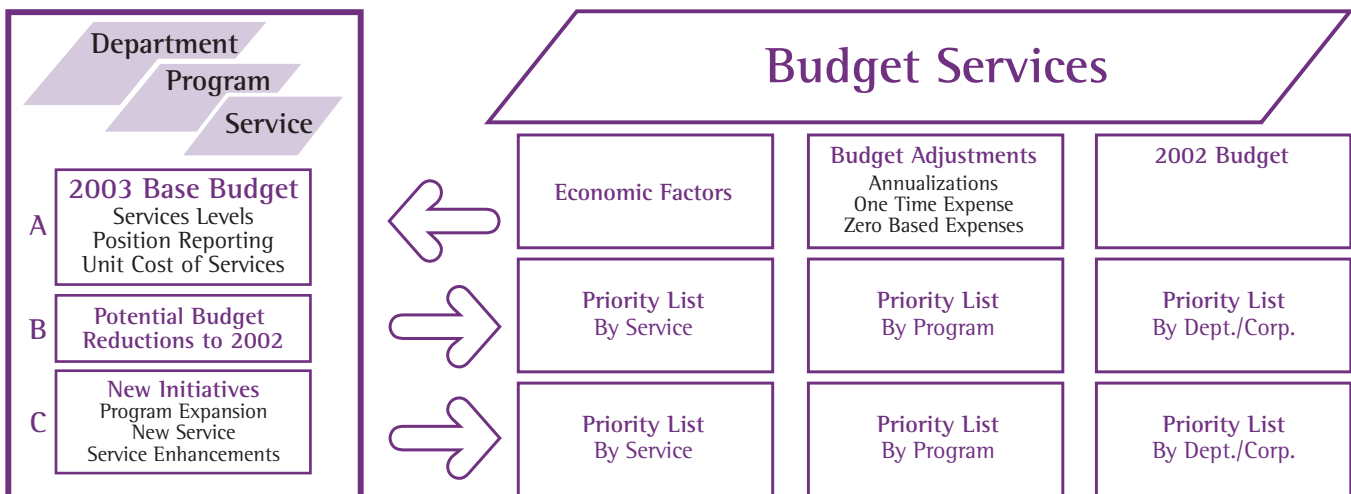 Department
Program
Service
Budget Services
A
2003 Base Budget
Services Levels
Position Reporting
Unit Cost of Services
Economic Factors
Budget Adjustments
Annualizations
One Time Expense
Zero Based Expenses
2002 Budget
B
Potential Budget
Reductions to 2002
Priority List
By Service
Priority List
By Program
Priority List
By Dept./Corp.
C
New Initiatives
Program Expansion
New Service
Service Enhancements
Priority List
By Service
Priority List
By Program
Priority List
By Dept./Corp.